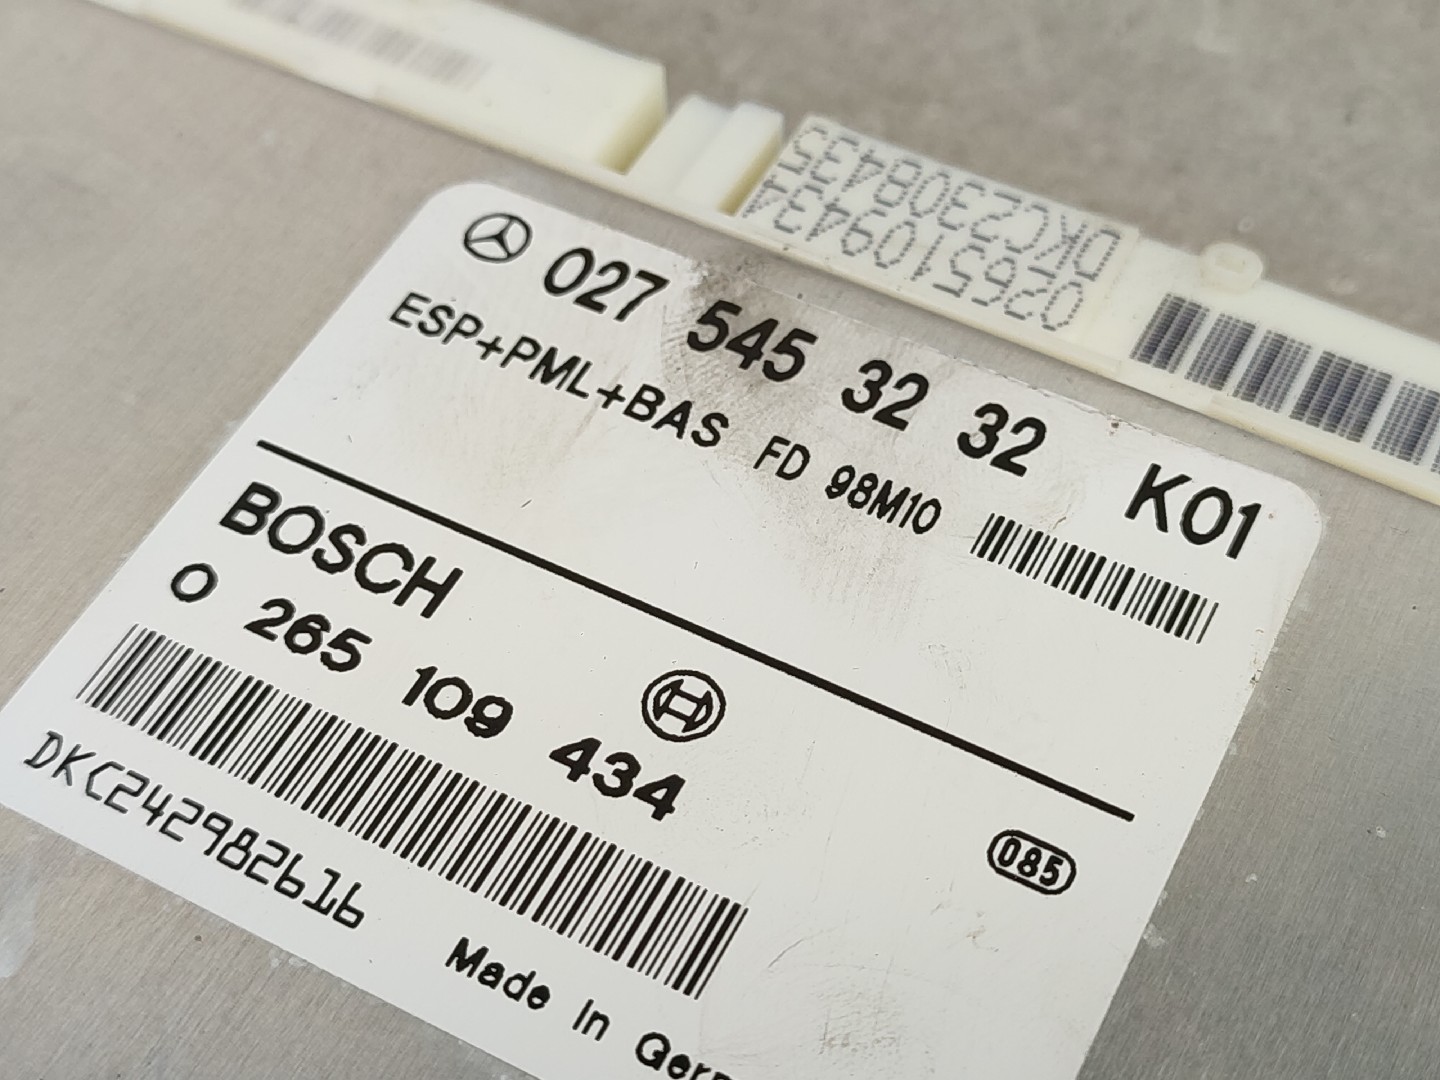 DKC2308435
0265109434
027 545 32 32 K01
ESP+PML+BAS FD 98M10
BOSCH
0 265 109 434
085
DKC242982616
Made in